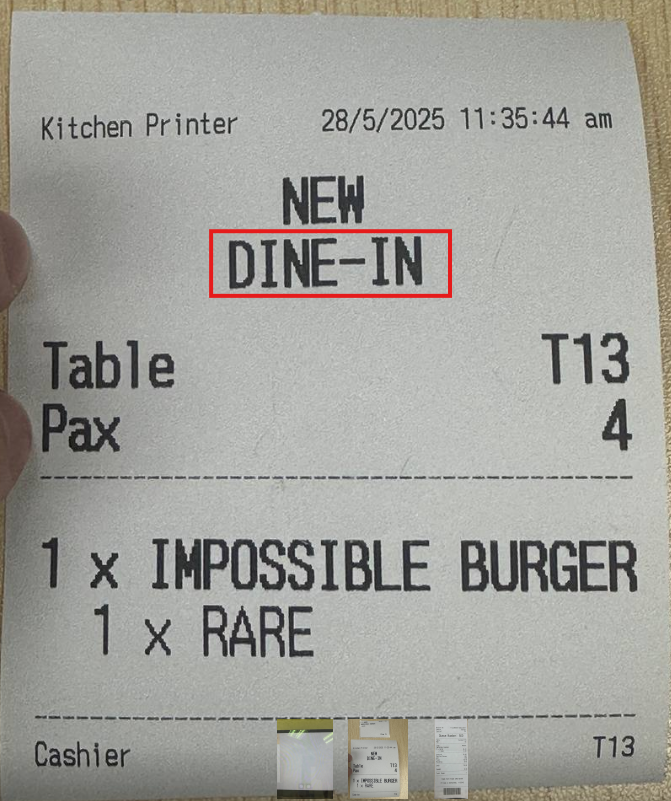 Kitchen Printer 28/5/2025 11:35:44 am
NEW
DINE-IN
Table T13
Pax 4
1 x IMPOSSIBLE BURGER
1 x RARE
Cashier T13